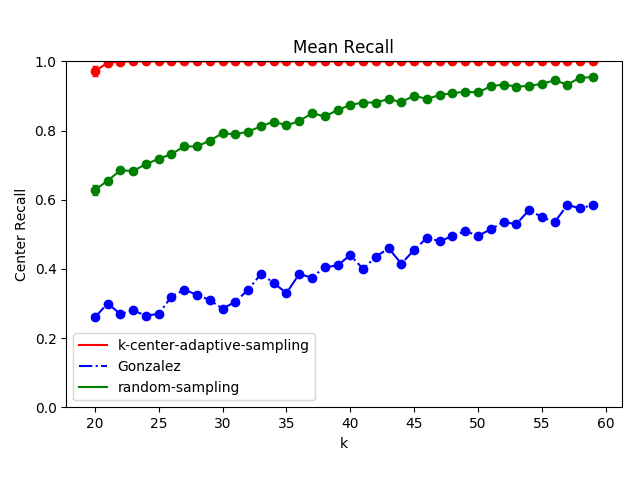 Mean Recall
Center Recall
1.0
0.8
0.6
0.4
0.2
0.0
k-center-adaptive-sampling
Gonzalez
random-sampling
20 25 30 35 40 45 50 55 60
k